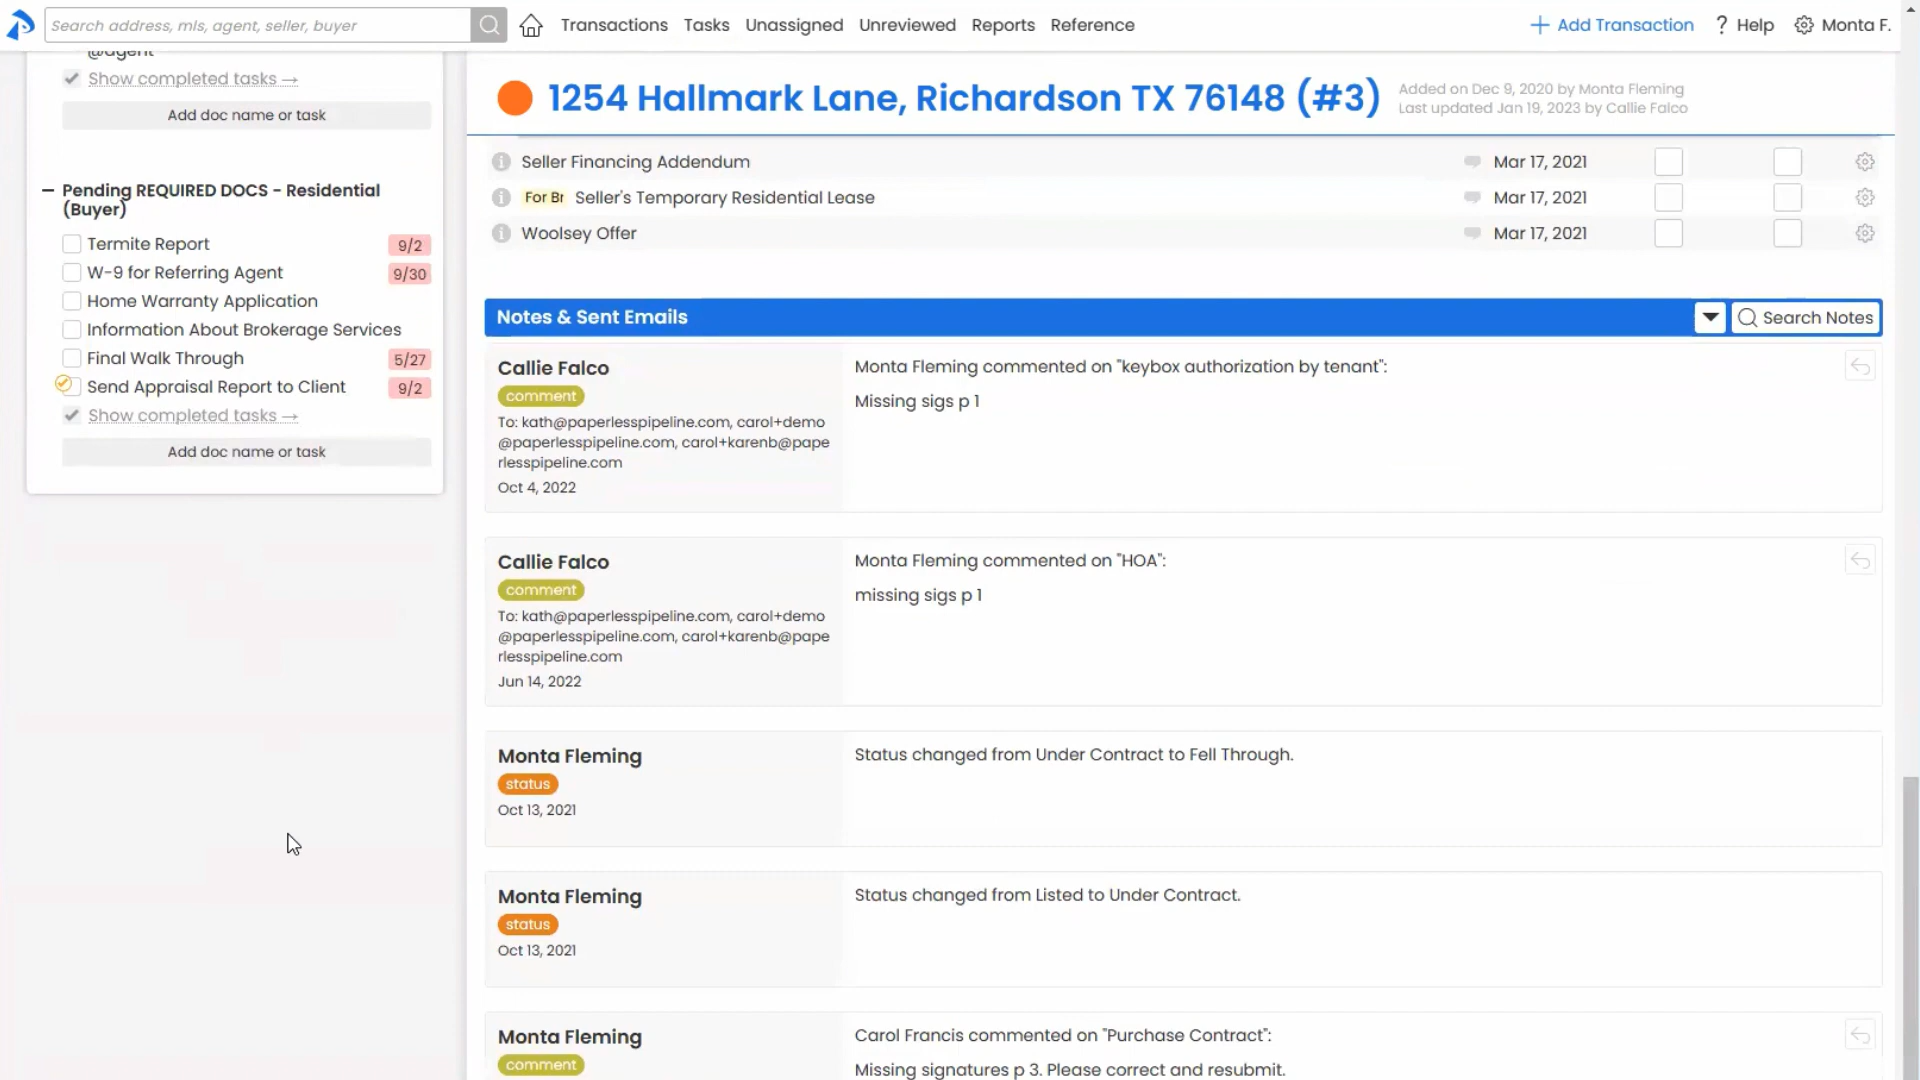 Search address, mls, agent, seller, buyer
Transactions
Tasks
Unassigned
Unreviewed
Reports
Reference
Add Transaction
? Help
Monta F.
@agent
Show completed tasks →
Add doc name or task
Pending REQUIRED DOCS - Residential
(Buyer)
Termite Report 9/2
W-9 for Referring Agent 9/30
Home Warranty Application
Information About Brokerage Services
Final Walk Through 5/27
Send Appraisal Report to Client 9/2
Show completed tasks →
Add doc name or task
1254 Hallmark Lane, Richardson TX 76148 (#3)
Added on Dec 9, 2020 by Monta Fleming
Last updated Jan 19, 2023 by Callie Falco
Seller Financing Addendum Mar 17, 2021
For Br Seller's Temporary Residential Lease Mar 17, 2021
Woolsey Offer Mar 17, 2021
Notes & Sent Emails
Search Notes
Callie Falco
comment
To: kath@paperlesspipeline.com, carol+demo
@paperlesspipeline.com, carol+karenb@pape
rlesspipeline.com
Oct 4, 2022
Monta Fleming commented on "keybox authorization by tenant":
Missing sigs p 1
Callie Falco
comment
To: kath@paperlesspipeline.com, carol+demo
@paperlesspipeline.com, carol+karenb@pape
rlesspipeline.com
Jun 14, 2022
Monta Fleming commented on "HOA":
missing sigs p 1
Monta Fleming
status
Oct 13, 2021
Status changed from Under Contract to Fell Through.
Monta Fleming
status
Oct 13, 2021
Status changed from Listed to Under Contract.
Monta Fleming
comment
Carol Francis commented on "Purchase Contract":
Missing signatures p 3. Please correct and resubmit.